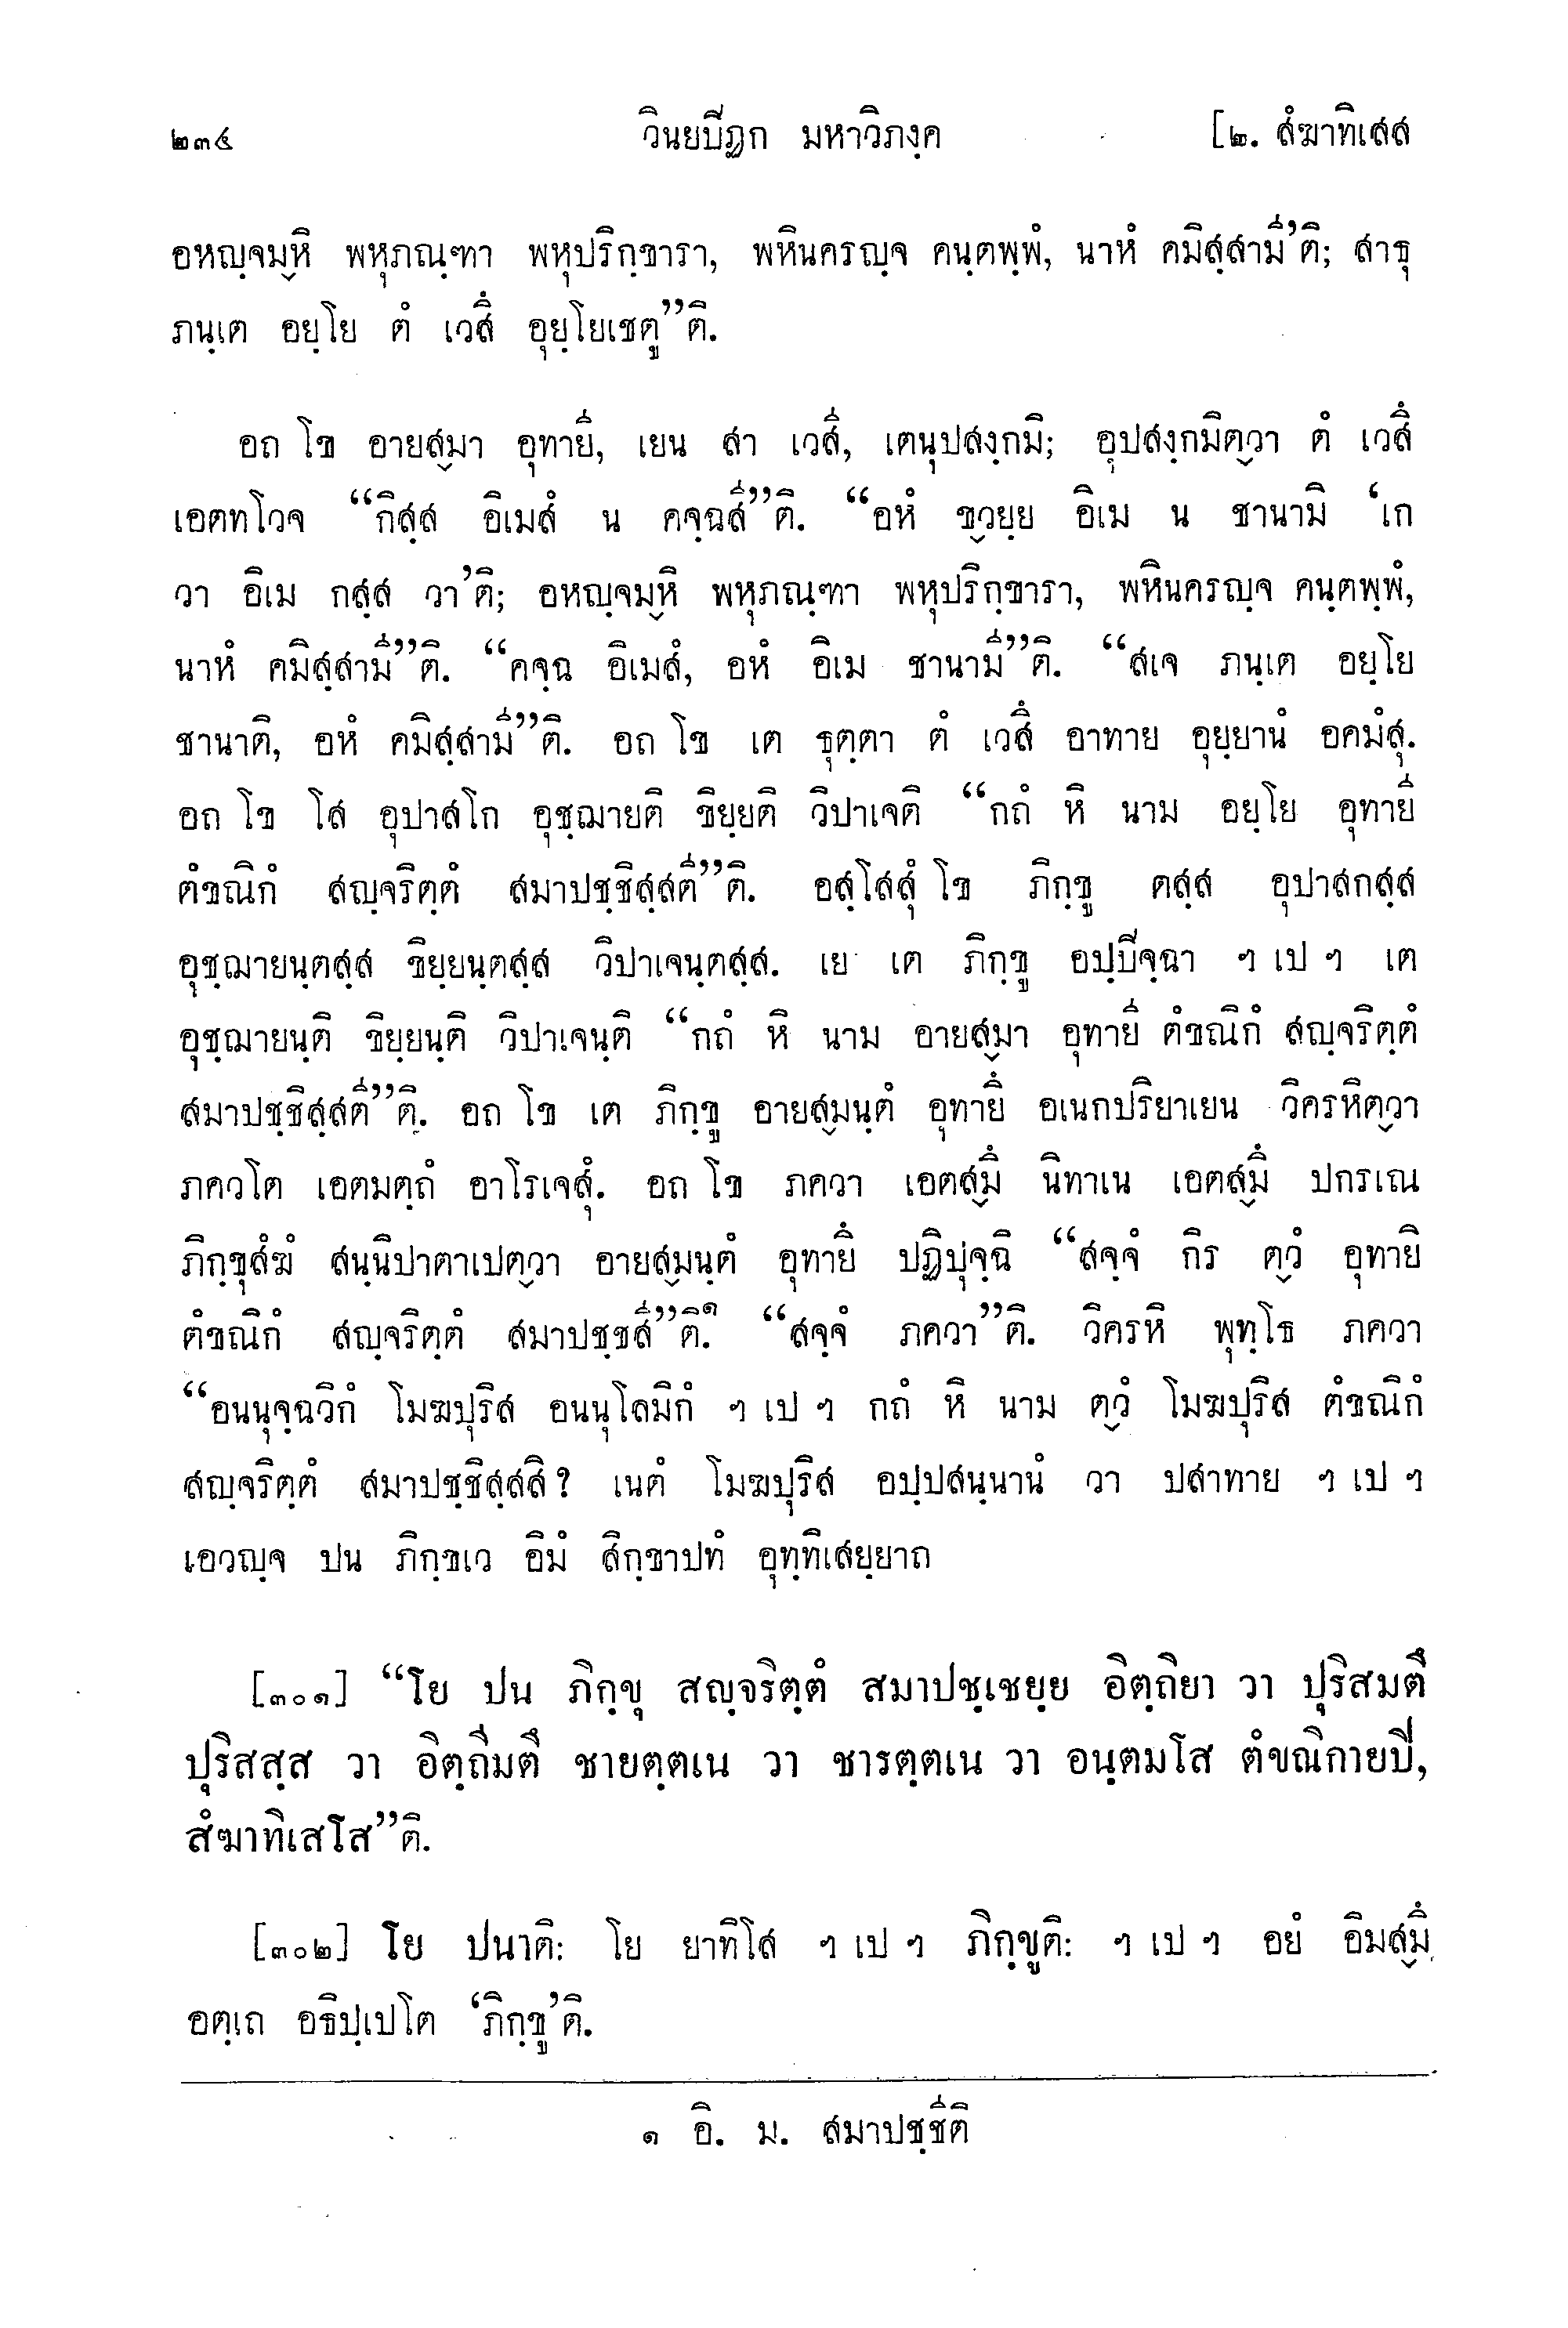 ๒๓๔ วินยปีฏก มหาวิภงฺค [๒. สํฆาทิเสส
อหญฺจมฺหิ พหุภณฺฑา พหุปริกฺขารา, พหินครญฺจ คนฺตพฺพํ, นาหํ คมิสฺสามี’ติ; สาธุ
ภนฺเต อยฺโย ตํ เวสึ อุยฺโยเชตู”ติ.
อถ โข อายสฺมา อุทายี, เยน สา เวสี, เตนุปสงฺกมิ; อุปสงฺกมิตฺวา ตํ เวสึ
เอตทโวจ “กิสฺส อิเมสํ น คจฺฉสี”ติ. “อหํ ขฺวยฺย อิเม น ชานามิ ‘เก
วา อิเม กสฺส วา’ติ; อหญฺจมฺหิ พหุภณฺฑา พหุปริกฺขารา, พหินครญฺจ คนฺตพฺพํ,
นาหํ คมิสฺสามี”ติ. “คจฺฉ อิเมสํ, อหํ อิเม ชานามี”ติ. “สเจ ภนฺเต อยฺโย
ชานาติ, อหํ คมิสฺสามี”ติ. อถ โข เต ธุตฺตา ตํ เวสึ อาทาย อุยฺยานํ อคมํสุ.
อถ โข โส อุปาสโก อุชฺฌายติ ขิยฺยติ วิปาเจติ “กถํ หิ นาม อยฺโย อุทายี
ตํขณิกํ สญฺจริตฺตํ สมาปชฺชิสฺสตี”ติ. อสฺโสสุํ โข ภิกฺขู ตสฺส อุปาสกสฺส
อุชฺฌายนฺตสฺส ขิยฺยนฺตสฺส วิปาเจนฺตสฺส. เย เต ภิกฺขู อปฺปิจฺฉา ฯ เป ฯ เต
อุชฺฌายนฺติ ขิยฺยนฺติ วิปาเจนฺติ “กถํ หิ นาม อายสฺมา อุทายี ตํขณิกํ สญฺจริตฺตํ
สมาปชฺชิสฺสตี”ติ. อถ โข เต ภิกฺขู อายสฺมนฺตํ อุทายึ อเนกปริยาเยน วิครหิตฺวา
ภควโต เอตมตฺถํ อาโรเจสุํ. อถ โข ภควา เอตสฺมึ นิทาเน เอตสฺมึ ปกรเณ
ภิกฺขุสํฆํ สนฺนิปาตาเปตฺวา อายสฺมนฺตํ อุทายึ ปฏิปุจฺฉิ “สจฺจํ กิร ตฺวํ อุทายิ
ตํขณิกํ สญฺจริตฺตํ สมาปชฺชสี”ติ.๑ “สจฺจํ ภควา”ติ. วิครหิ พุทฺโธ ภควา
“อนนุจฺฉวิกํ โมฆปุริส อนนุโลมิกํ ฯ เป ฯ กถํ หิ นาม ตฺวํ โมฆปุริส ตํขณิกํ
สญฺจริตฺตํ สมาปชฺชิสฺสสิ? เนตํ โมฆปุริส อปฺปสนฺนานํ วา ปสาทาย ฯ เป ฯ
เอวญฺจ ปน ภิกฺขเว อิมํ สิกฺขาปทํ อุทฺทิเสยฺยาถ
[๓๐๑] “โย ปน ภิกฺขุ สญฺจริตฺตํ สมาปชฺเชยฺย อิตฺถิยา วา ปุริสมตึ
ปุริสสฺส วา อิตฺถีมตึ ชายตฺตเน วา ชารตฺตเน วา อนฺตมโส ตํขณิกายปี,
สํฆาทิเสโส”ติ.
[๓๐๒] โย ปนาติ: โย ยาทิโส ฯ เป ฯ ภิกฺขูติ: ฯ เป ฯ อยํ อิมสฺมึ
อตฺเถ อธิปฺเปโต ‘ภิกฺขู’ติ.
๑ อิ. ม. สมาปชฺชีติ